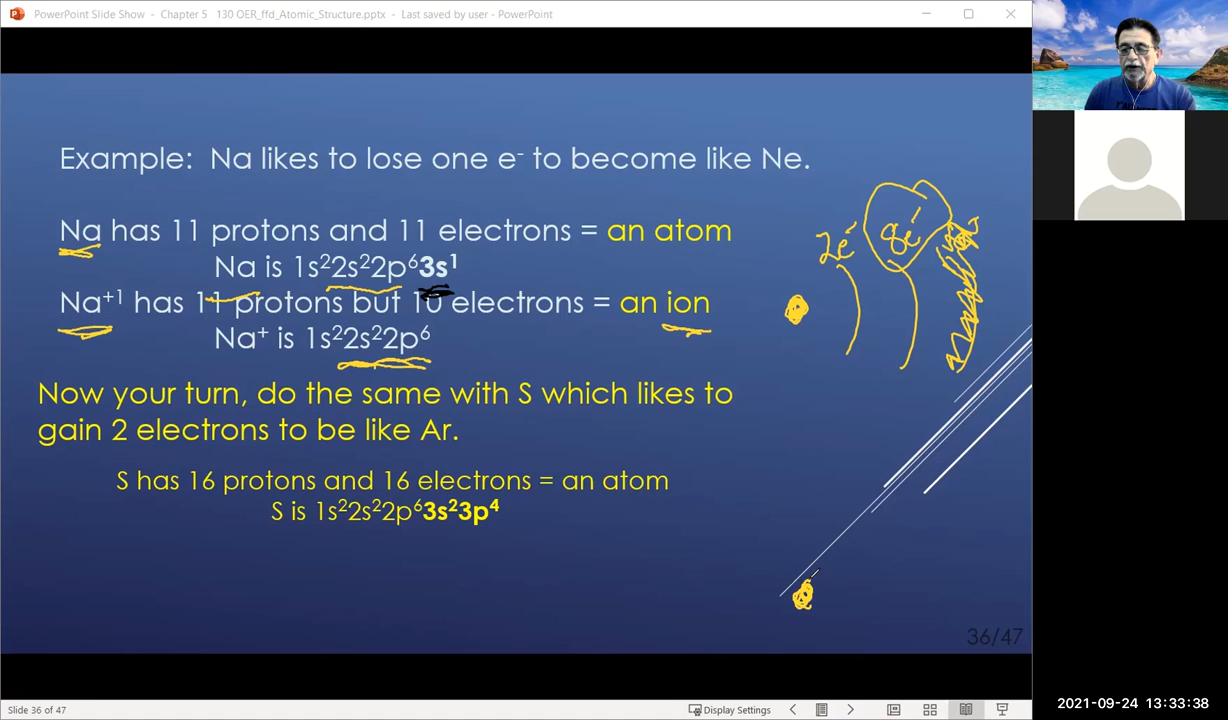 PowerPoint Slide Show - Chapter 5 130 OER_ffd_Atomic_Structure.pptx - Last saved by user - PowerPoint
Example: Na likes to lose one e⁻ to become like Ne.
Na has 11 protons and 11 electrons = an atom
Na is 1s²2s²2p⁶3s¹
Na⁺¹ has 11 protons but 10 electrons = an ion
Na⁺ is 1s²2s²2p⁶
2e⁻ 8e⁻
Now your turn, do the same with S which likes to
gain 2 electrons to be like Ar.
S has 16 protons and 16 electrons = an atom
S is 1s²2s²2p⁶3s²3p⁴
36/47
Slide 36 of 47
Display Settings
2021-09-24 13:33:38